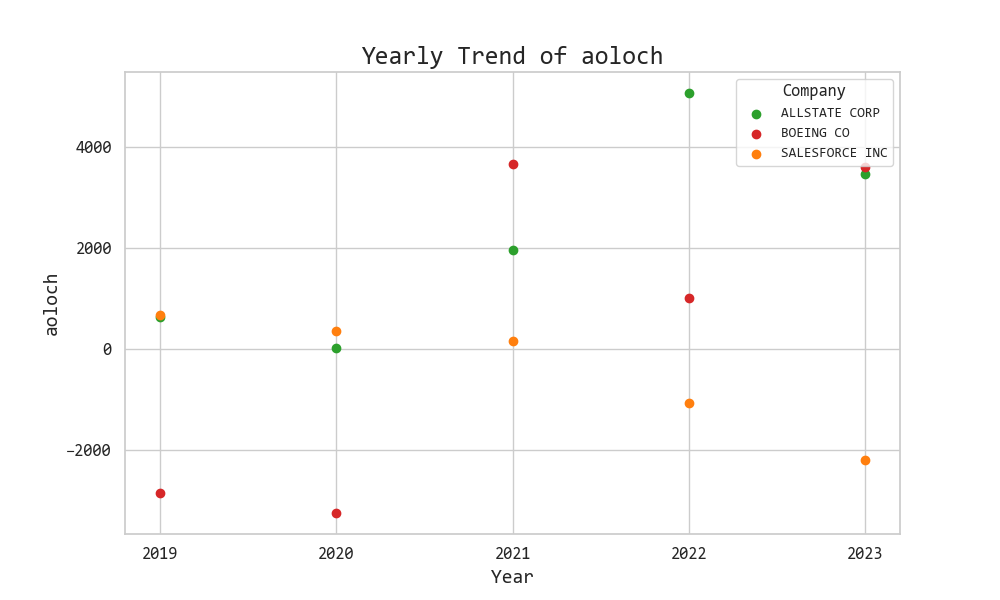 Yearly Trend of aoloch
Company
ALLSTATE CORP
BOEING CO
SALESFORCE INC
4000
2000
0
−2000
aoloch
2019 2020 2021 2022 2023
Year